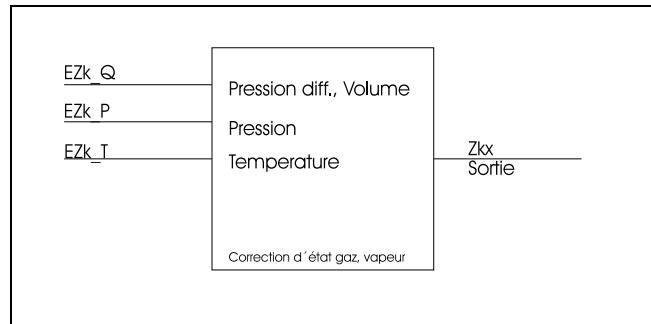 EZk_Q
Pression diff., Volume
EZk_P
Pression
EZk_T
Temperature
Zkx
Sortie
Correction d´état gaz, vapeur